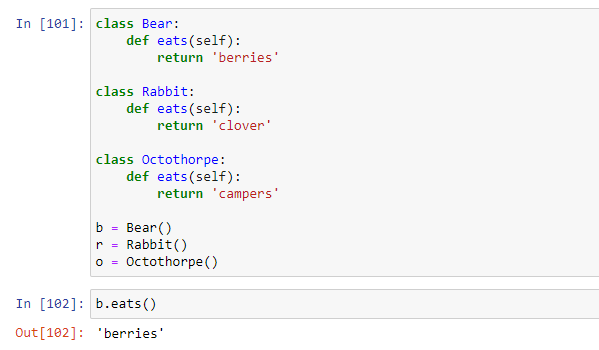 In [101]: class Bear:
    def eats(self):
        return 'berries'

class Rabbit:
    def eats(self):
        return 'clover'

class Octothorpe:
    def eats(self):
        return 'campers'

b = Bear()
r = Rabbit()
o = Octothorpe()
In [102]: b.eats()
Out[102]: 'berries'